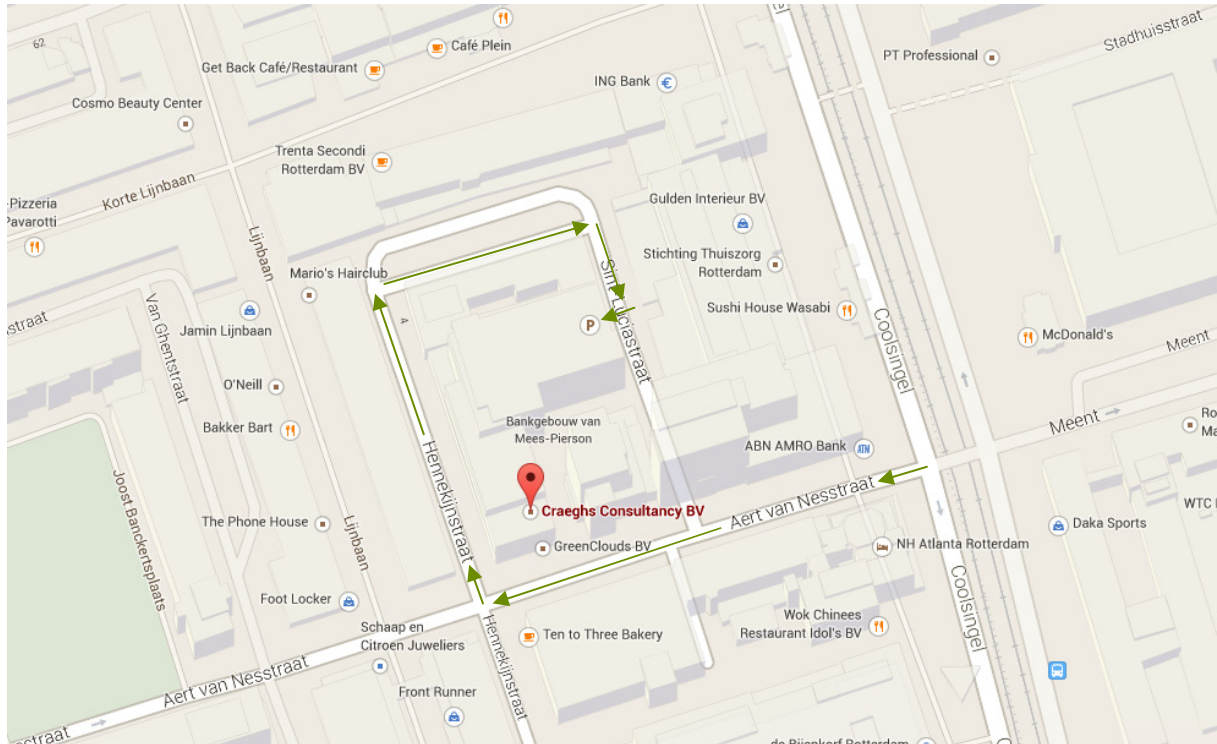 62
Café Plein
Get Back Café/Restaurant
ING Bank
PT Professional
Stadhuisstraat
Cosmo Beauty Center
Trenta Secondi
Rotterdam BV
Korte Lijnbaan
Pizzeria
Pavarotti
Lijnbaan
Gulden Interieur BV
Stichting Thuiszorg
Rotterdam
Mario's Hairclub
Sint-Luciastraat
Sushi House Wasabi
Jamin Lijnbaan
Van Ghentstraat
4
P
Coolsingel
McDonald's
Meent
O'Neill
Bakker Bart
Bankgebouw van
Mees-Pierson
Hennekijnstraat
ABN AMRO Bank
ATM
Meent
Joost Banckertsplaats
Craeghs Consultancy BV
Aert van Nesstraat
The Phone House
Lijnbaan
GreenClouds BV
NH Atlanta Rotterdam
Daka Sports
WTC
Coolsingel
Foot Locker
Schaap en
Citroen Juweliers
Ten to Three Bakery
Wok Chinees
Restaurant Idol's BV
Hennekijnstraat
Aert van Nesstraat
Front Runner